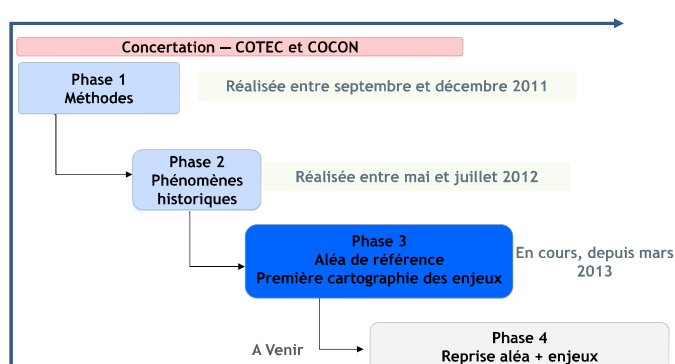 Concertation — COTEC et COCON
Phase 1
Méthodes
Réalisée entre septembre et décembre 2011
Phase 2
Phénomènes
historiques
Réalisée entre mai et juillet 2012
Phase 3
Aléa de référence
Première cartographie des enjeux
En cours, depuis mars
2013
A Venir
Phase 4
Reprise aléa + enjeux